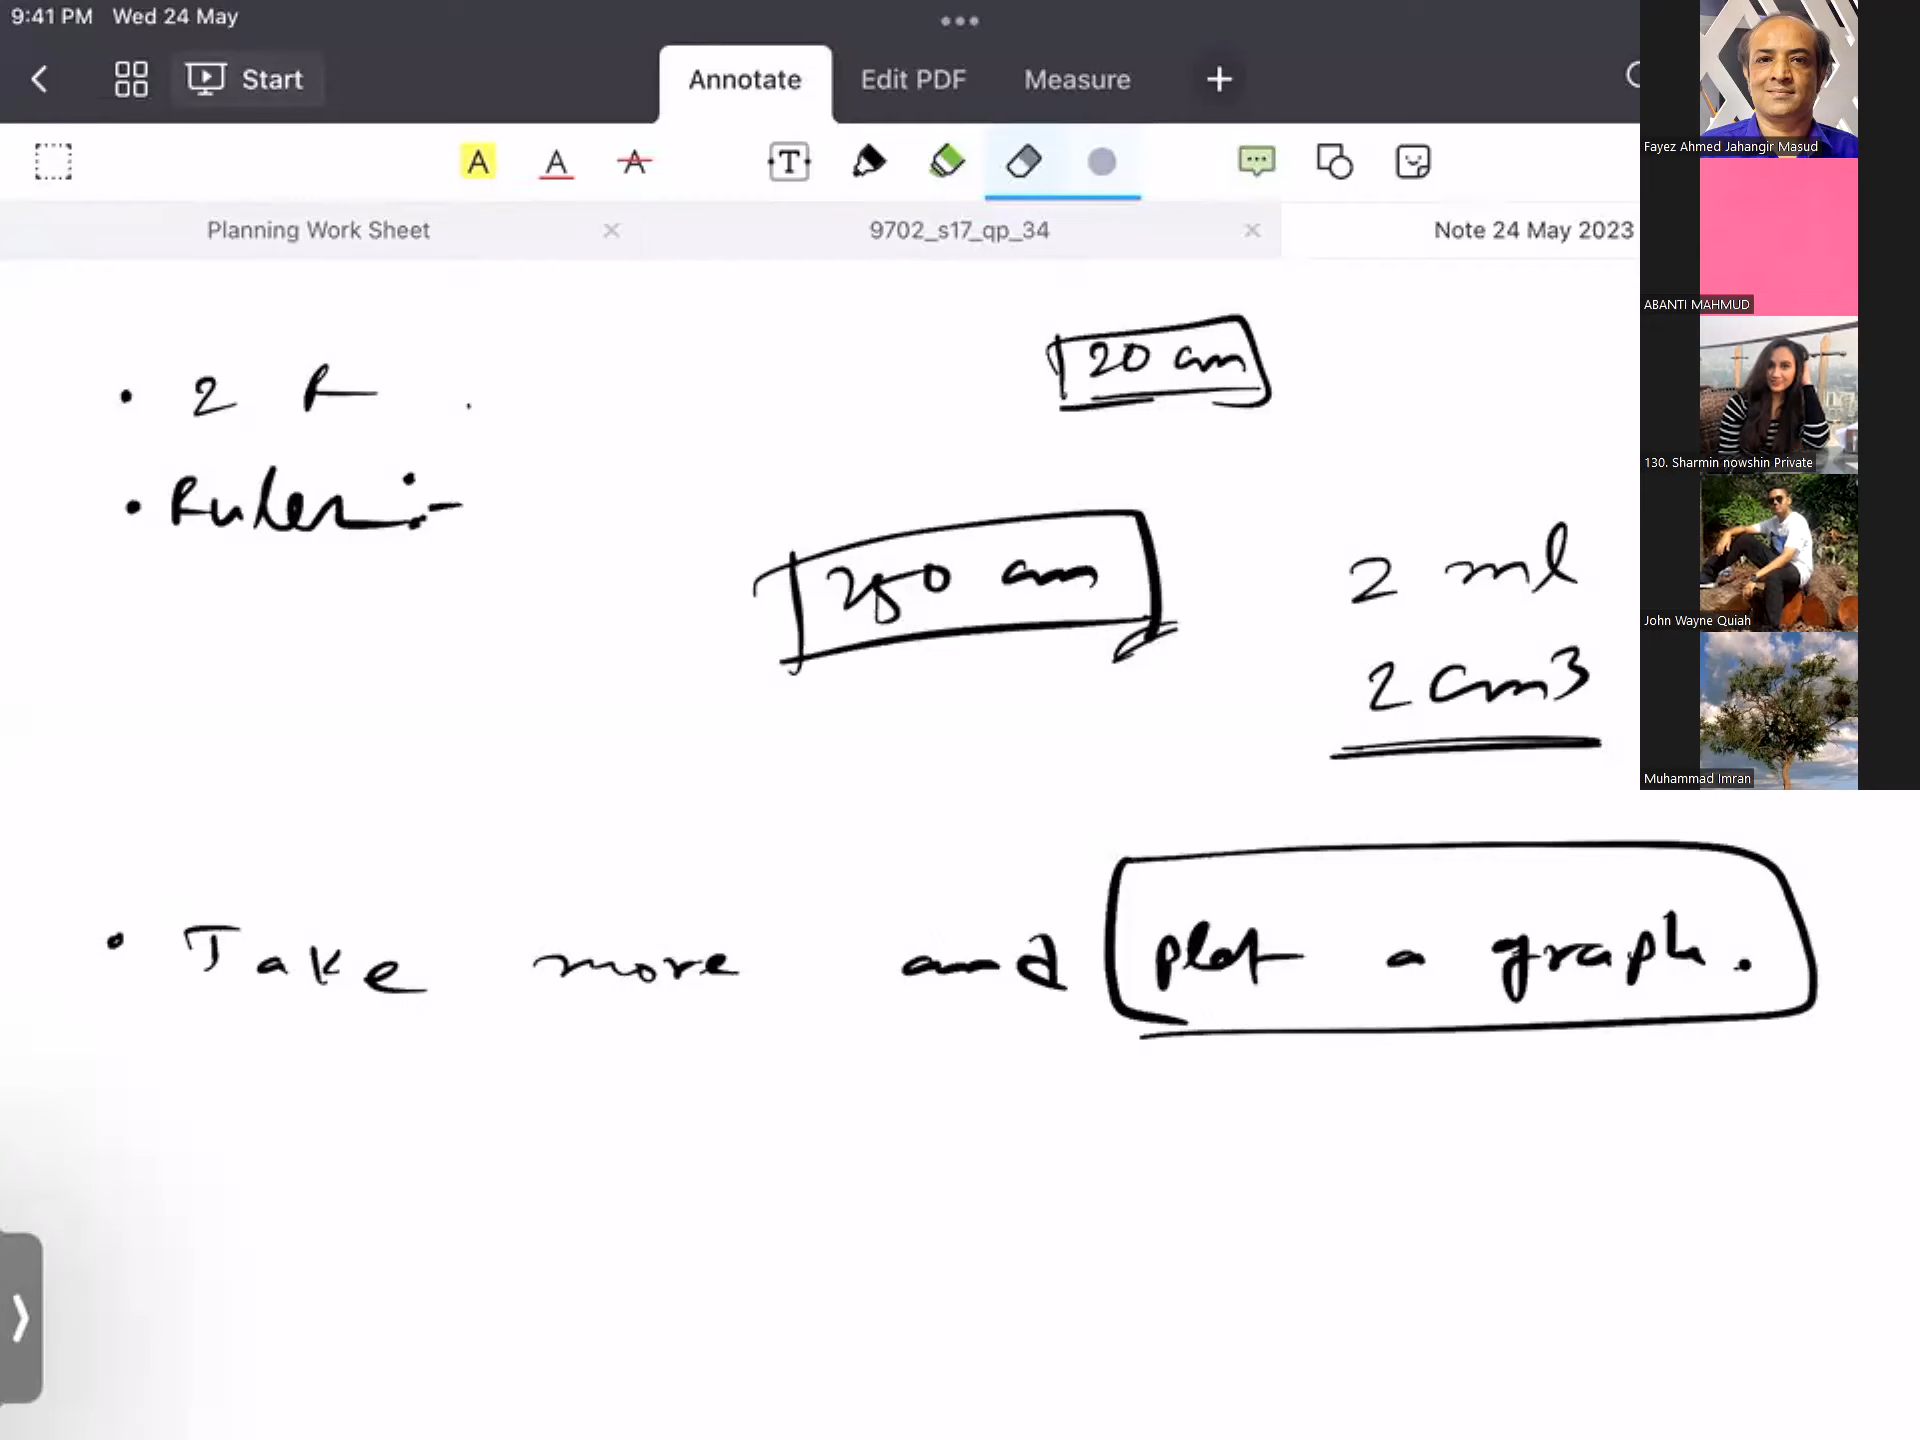 9:41 PM Wed 24 May
Start
Annotate Edit PDF Measure
A A A T
Planning Work Sheet
9702_s17_qp_34
Note 24 May 2023
• 2 R
20 cm
• Ruler :-
250 cm
2 ml
2 cm3
• Take more and plot a graph.
Fayez Ahmed Jahangir Masud
ABANTI MAHMUD
130. Sharmin nowshin Private
John Wayne Quiah
Muhammad Imran